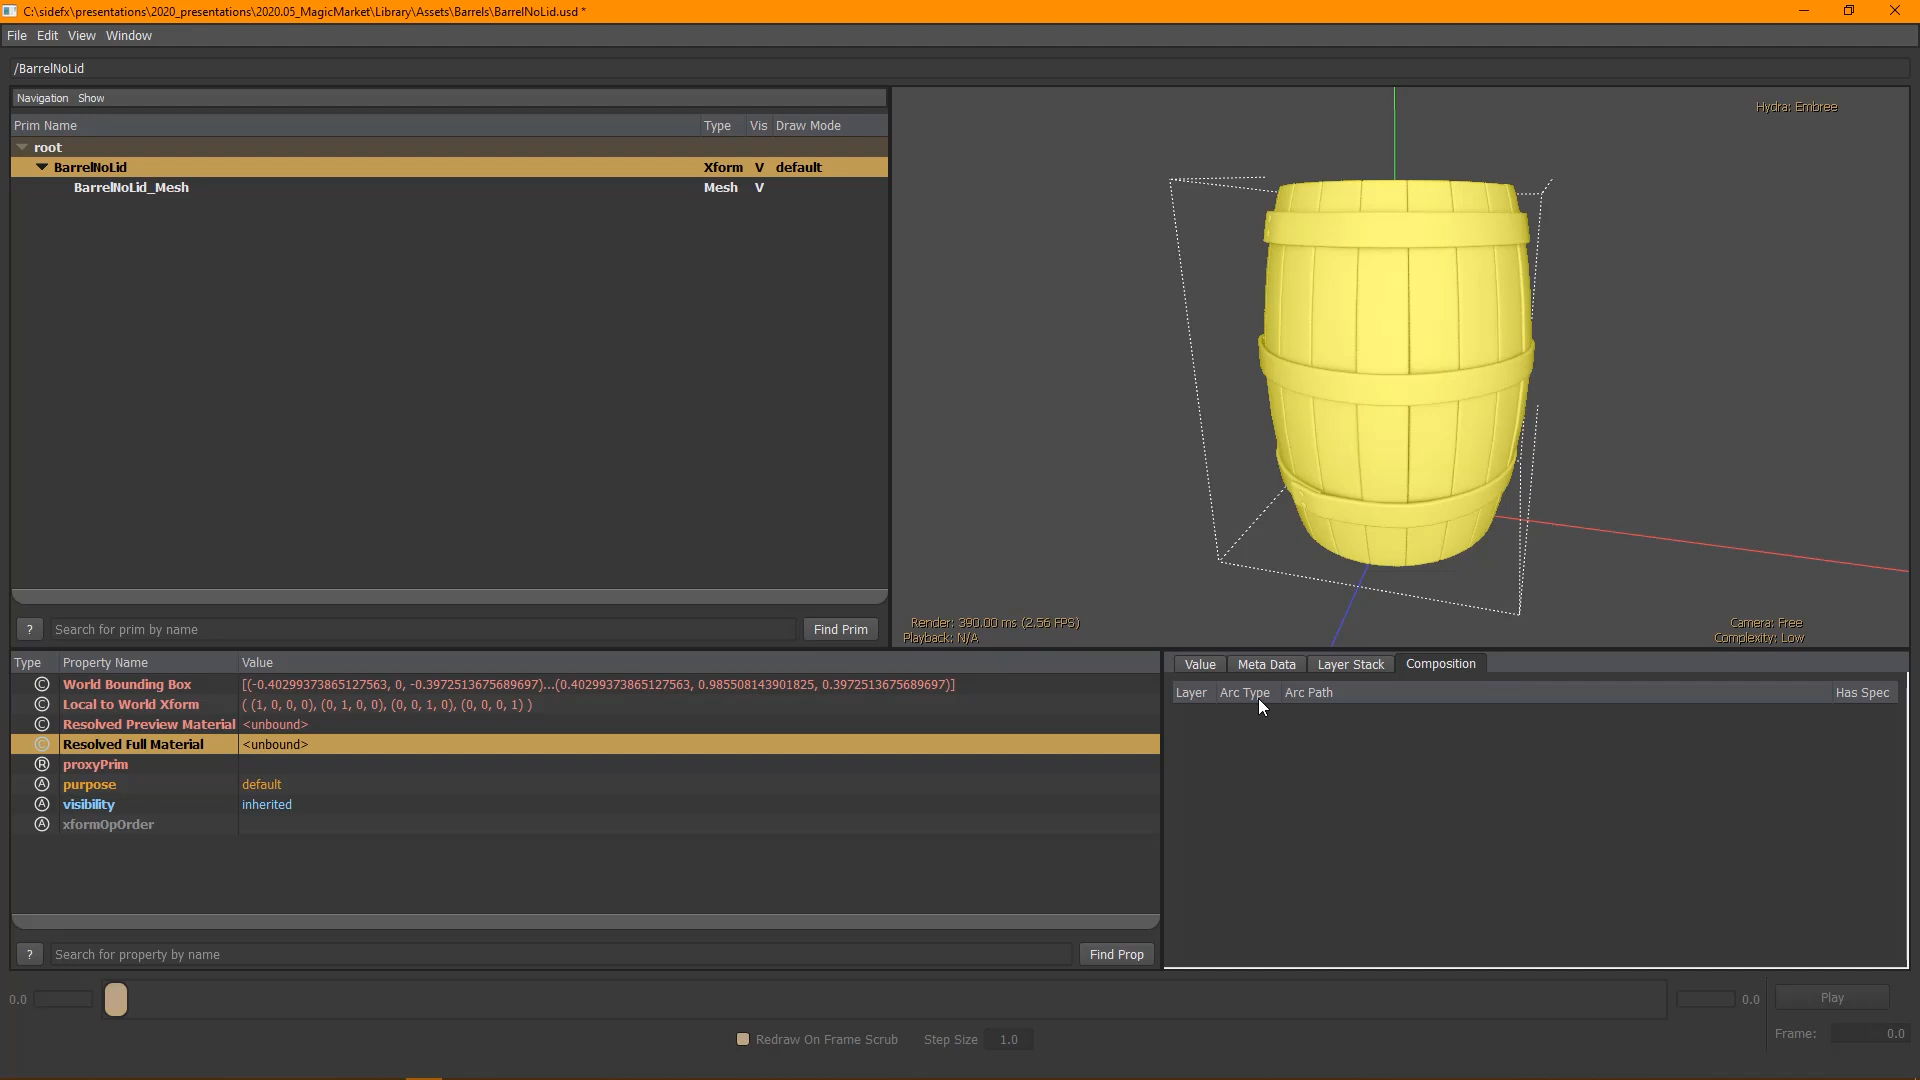 C:\sidefx\presentations\2020_presentations\2020.05_MagicMarket\Library\Assets\Barrels\BarrelNoLid.usd *
File Edit View Window
/BarrelNoLid
Navigation Show
Prim Name Type Vis Draw Mode
root
BarrelNoLid Xform V default
BarrelNoLid_Mesh Mesh V
? Search for prim by name Find Prim
Hydra: Embree
Render: 390.00 ms (2.56 FPS)
Playback: N/A
Camera: Free
Complexity: Low
Type Property Name Value
C World Bounding Box [(-0.40299373865127563, 0, -0.3972513675689697)...(0.40299373865127563, 0.985508143901825, 0.3972513675689697)]
C Local to World Xform ( (1, 0, 0, 0), (0, 1, 0, 0), (0, 0, 1, 0), (0, 0, 0, 1) )
C Resolved Preview Material <unbound>
C Resolved Full Material <unbound>
R proxyPrim
A purpose default
A visibility inherited
A xformOpOrder
? Search for property by name Find Prop
Value Meta Data Layer Stack Composition
Layer Arc Type Arc Path Has Spec
0.0 0.0 Play
Redraw On Frame Scrub Step Size 1.0 Frame: 0.0